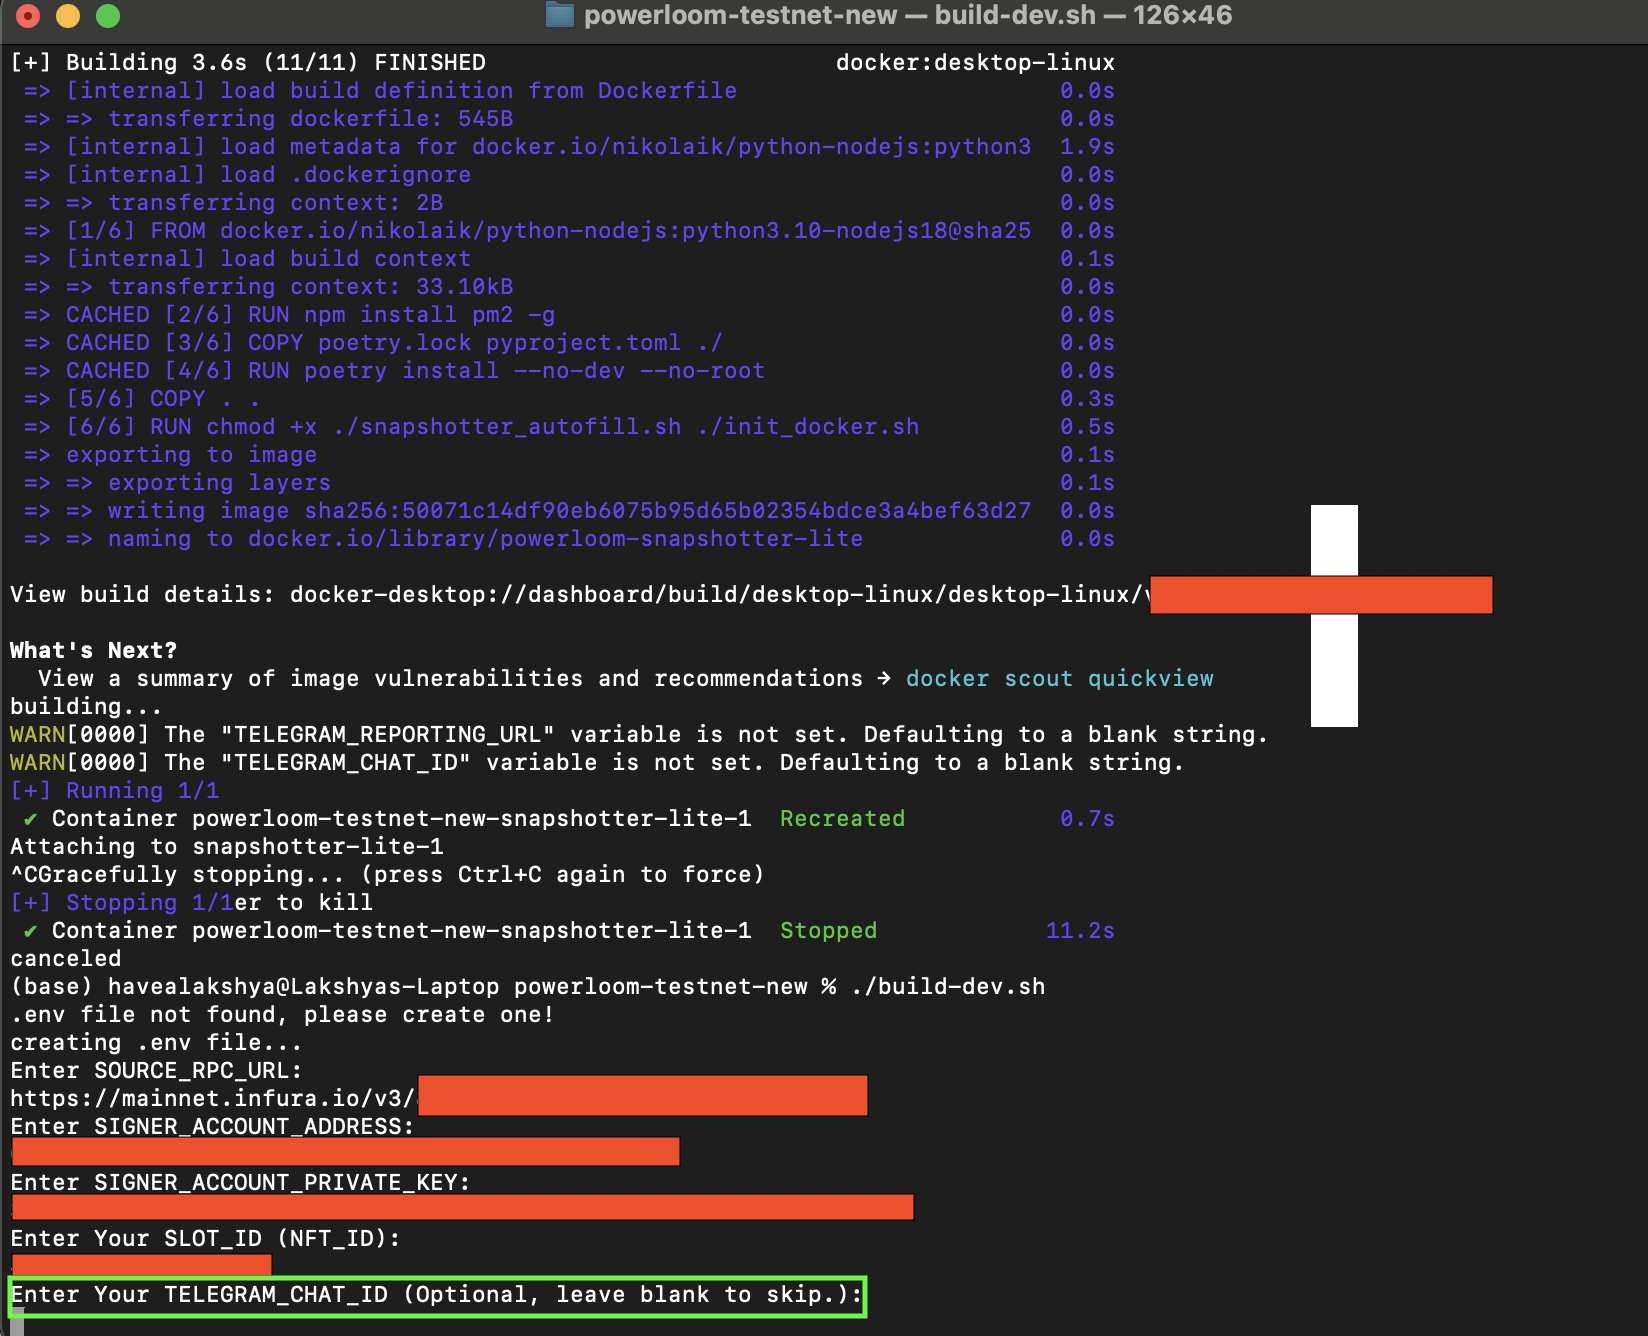 powerloom-testnet-new — build-dev.sh — 126×46
[+] Building 3.6s (11/11) FINISHED docker:desktop-linux
=> [internal] load build definition from Dockerfile 0.0s
=> => transferring dockerfile: 545B 0.0s
=> [internal] load metadata for docker.io/nikolaik/python-nodejs:python3 1.9s
=> [internal] load .dockerignore 0.0s
=> => transferring context: 2B 0.0s
=> [1/6] FROM docker.io/nikolaik/python-nodejs:python3.10-nodejs18@sha25 0.0s
=> [internal] load build context 0.1s
=> => transferring context: 33.10kB 0.0s
=> CACHED [2/6] RUN npm install pm2 -g 0.0s
=> CACHED [3/6] COPY poetry.lock pyproject.toml ./ 0.0s
=> CACHED [4/6] RUN poetry install --no-dev --no-root 0.0s
=> [5/6] COPY . . 0.3s
=> [6/6] RUN chmod +x ./snapshotter_autofill.sh ./init_docker.sh 0.5s
=> exporting to image 0.1s
=> => exporting layers 0.1s
=> => writing image sha256:50071c14df90eb6075b95d65b02354bdce3a4bef63d27 0.0s
=> => naming to docker.io/library/powerloom-snapshotter-lite 0.0s
View build details: docker-desktop://dashboard/build/desktop-linux/desktop-linux/
What's Next?
View a summary of image vulnerabilities and recommendations → docker scout quickview
building...
WARN[0000] The "TELEGRAM_REPORTING_URL" variable is not set. Defaulting to a blank string.
WARN[0000] The "TELEGRAM_CHAT_ID" variable is not set. Defaulting to a blank string.
[+] Running 1/1
✔ Container powerloom-testnet-new-snapshotter-lite-1 Recreated 0.7s
Attaching to snapshotter-lite-1
^CGracefully stopping... (press Ctrl+C again to force)
[+] Stopping 1/1er to kill
✔ Container powerloom-testnet-new-snapshotter-lite-1 Stopped 11.2s
canceled
(base) havealakshya@Lakshyas-Laptop powerloom-testnet-new % ./build-dev.sh
.env file not found, please create one!
creating .env file...
Enter SOURCE_RPC_URL:
https://mainnet.infura.io/v3/
Enter SIGNER_ACCOUNT_ADDRESS:
Enter SIGNER_ACCOUNT_PRIVATE_KEY:
Enter Your SLOT_ID (NFT_ID):
Enter Your TELEGRAM_CHAT_ID (Optional, leave blank to skip.):